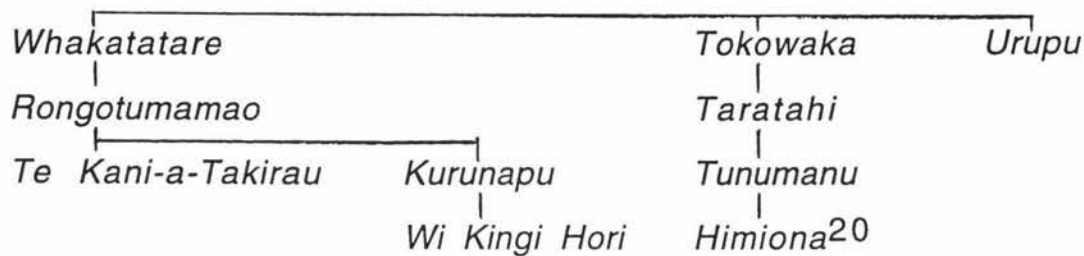 Whakatatare Tokowaka Urupu
Rongotumamao Taratahi
Te Kani-a-Takirau Kurunapu Tunumanu
Wi Kingi Hori Himiona20